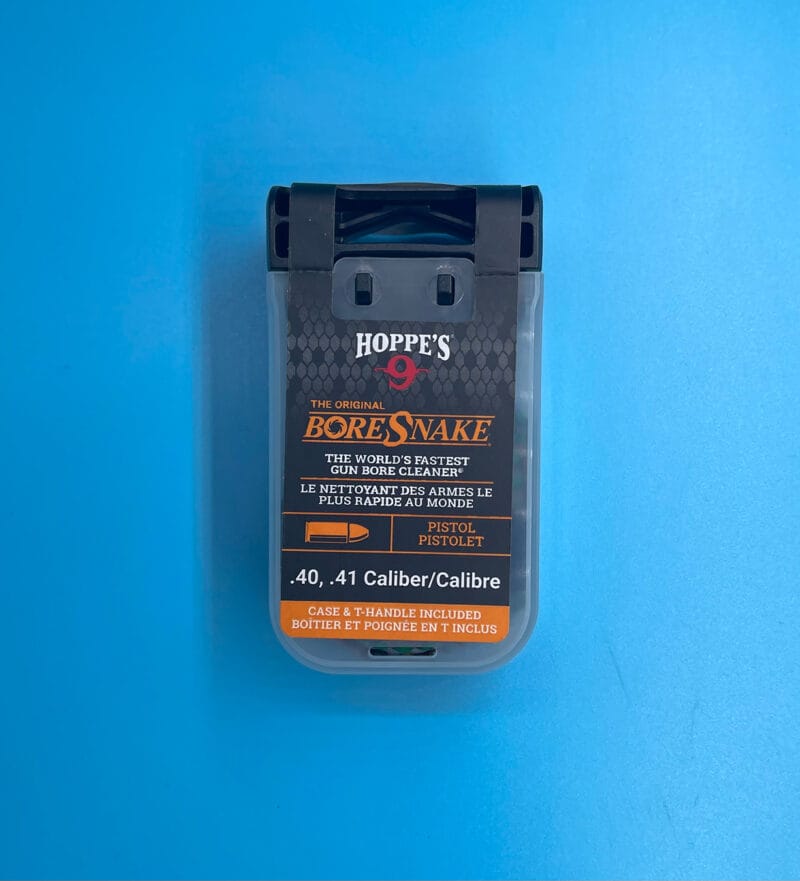 HOPPE'S
9
THE ORIGINAL
BORESNAKE
THE WORLD'S FASTEST
GUN BORE CLEANER®
LE NETTOYANT DES ARMES LE
PLUS RAPIDE AU MONDE
PISTOL
PISTOLET
.40, .41 Caliber/Calibre
CASE & T-HANDLE INCLUDED
BOÎTIER ET POIGNÉE EN T INCLUS